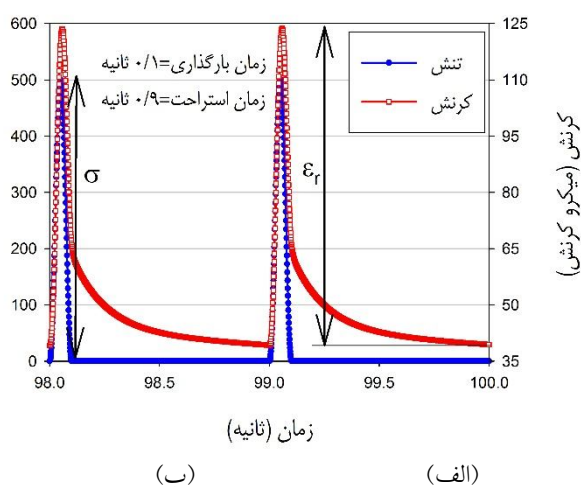 600
500
400
300
200
100
0
125
110
95
80
65
50
35
98.0 98.5 99.0 99.5 100.0
زمان بارگذاری=۰/۱ ثانیه
زمان استراحت=۰/۹ ثانیه
تنش
کرنش
σ
εr
کرنش (میکرو کرنش)
زمان (ثانیه)
(الف) (ب)